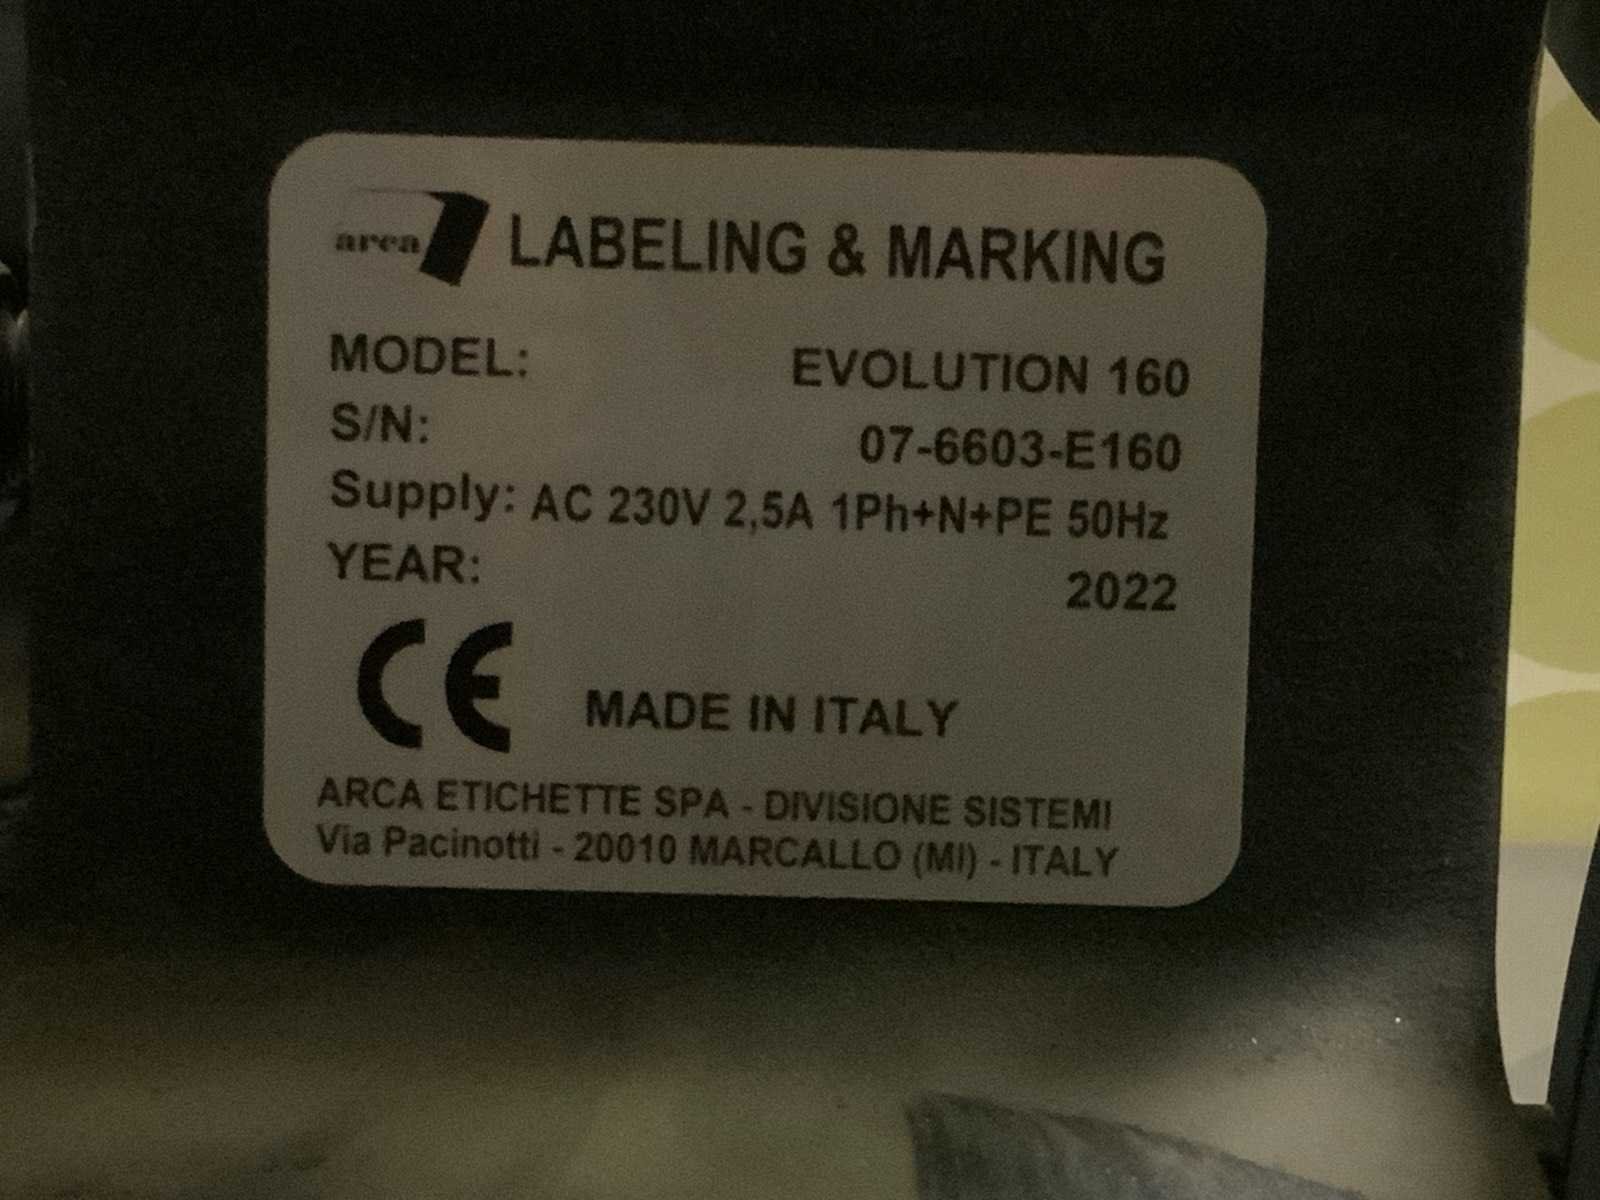 arca LABELING & MARKING
MODEL: EVOLUTION 160
S/N: 07-6603-E160
Supply: AC 230V 2,5A 1Ph+N+PE 50Hz
YEAR: 2022
CE MADE IN ITALY
ARCA ETICHETTE SPA - DIVISIONE SISTEMI
Via Pacinotti - 20010 MARCALLO (MI) - ITALY